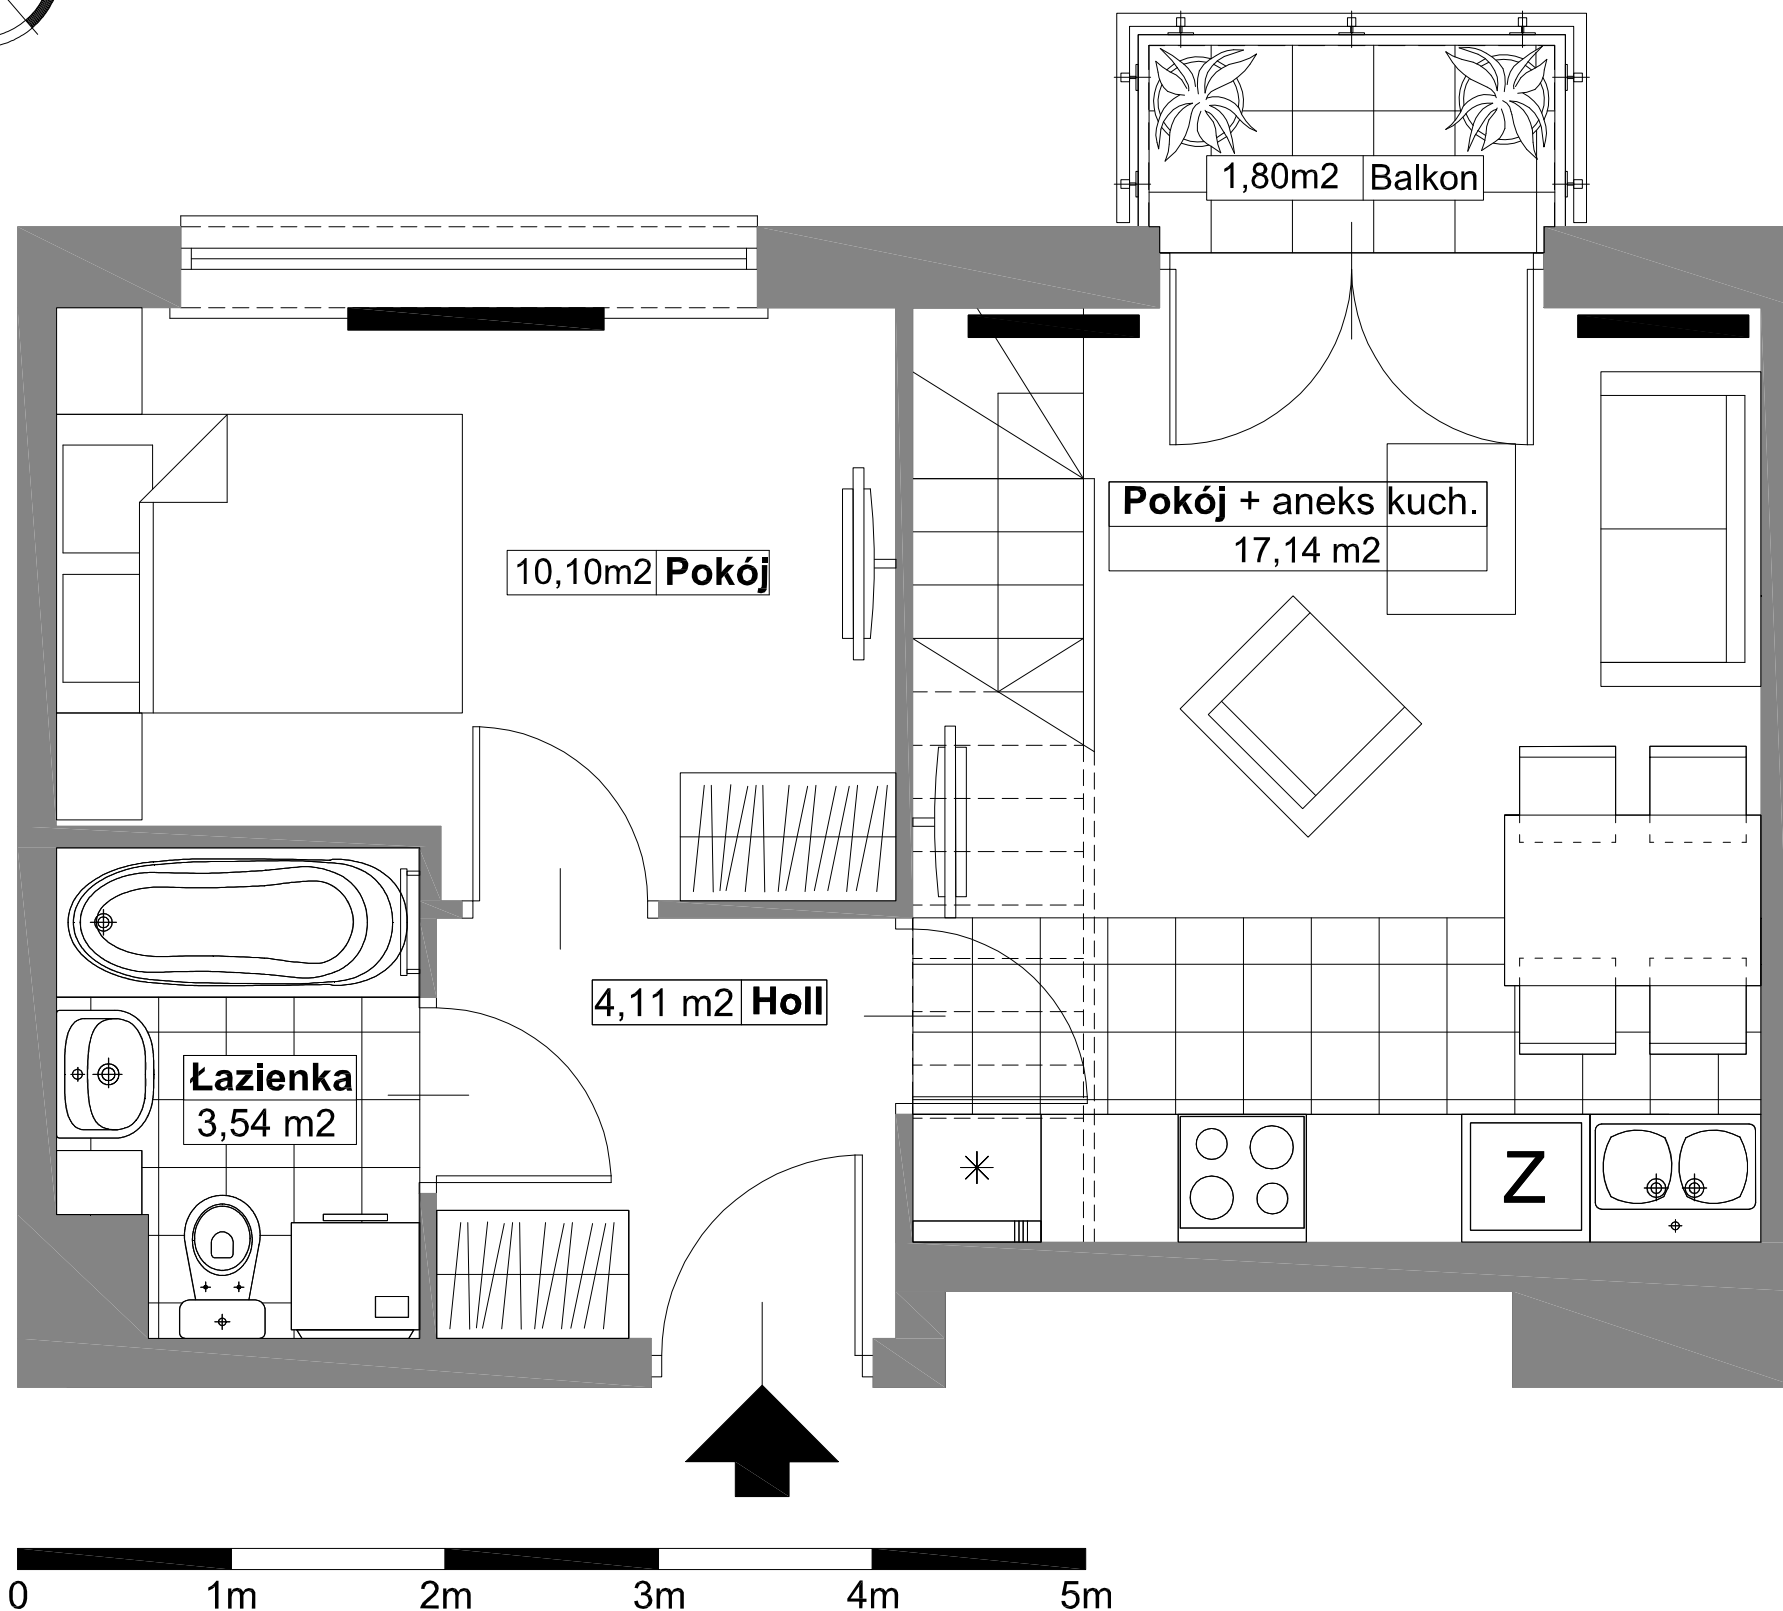 1,80m2 Balkon
Pokój + aneks kuch.
17,14 m2
10,10m2 Pokój
4,11 m2 Holl
Łazienka
3,54 m2
Z
0 1m 2m 3m 4m 5m